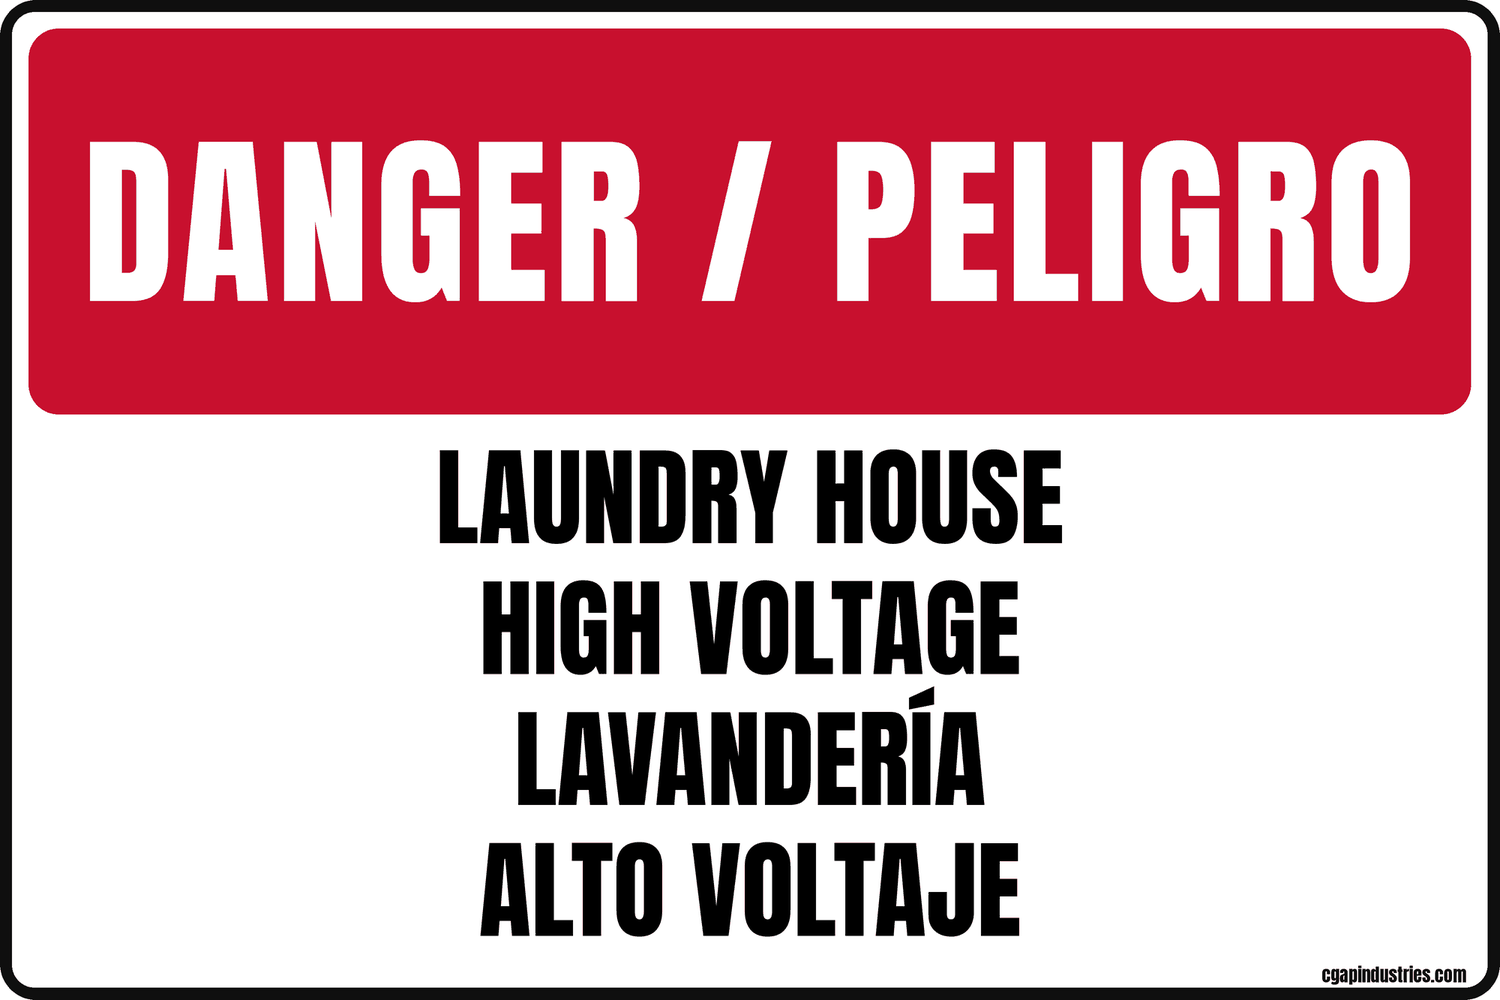 DANGER / PELIGRO
LAUNDRY HOUSE
HIGH VOLTAGE
LAVANDERÍA
ALTO VOLTAJE
cgapindustries.com